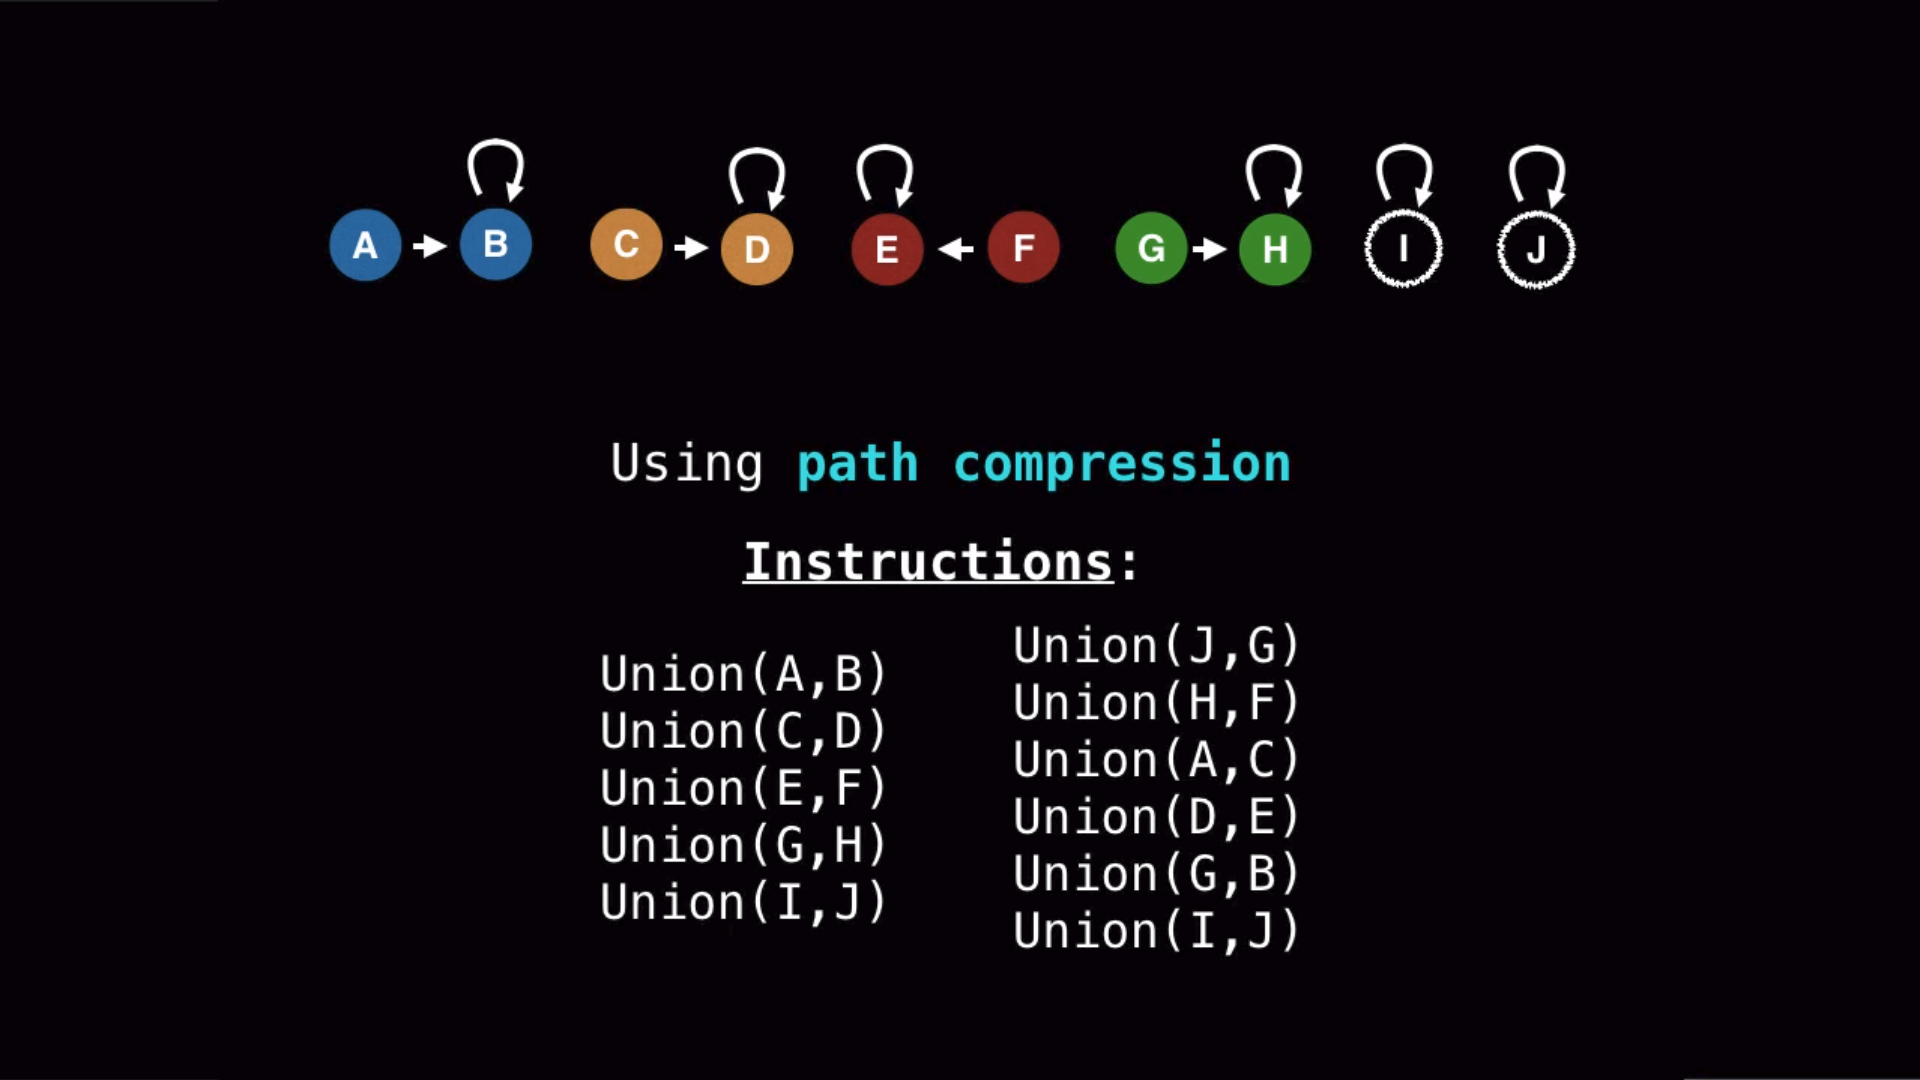 A B C D E F G H I J
Using path compression
Instructions:
Union(A,B)
Union(C,D)
Union(E,F)
Union(G,H)
Union(I,J)
Union(J,G)
Union(H,F)
Union(A,C)
Union(D,E)
Union(G,B)
Union(I,J)